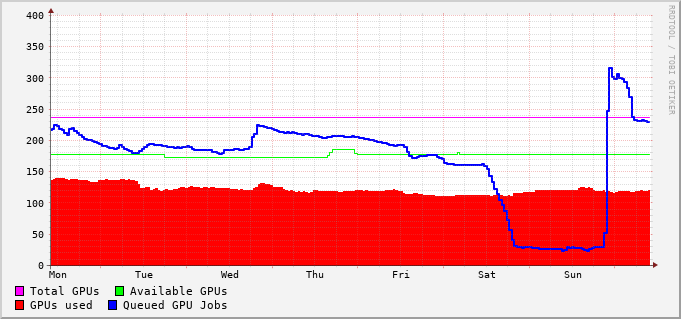 RRDTOOL / TOBI OETIKER
400
350
300
250
200
150
100
50
0
Mon Tue Wed Thu Fri Sat Sun
Total GPUs Available GPUs
GPUs used Queued GPU Jobs